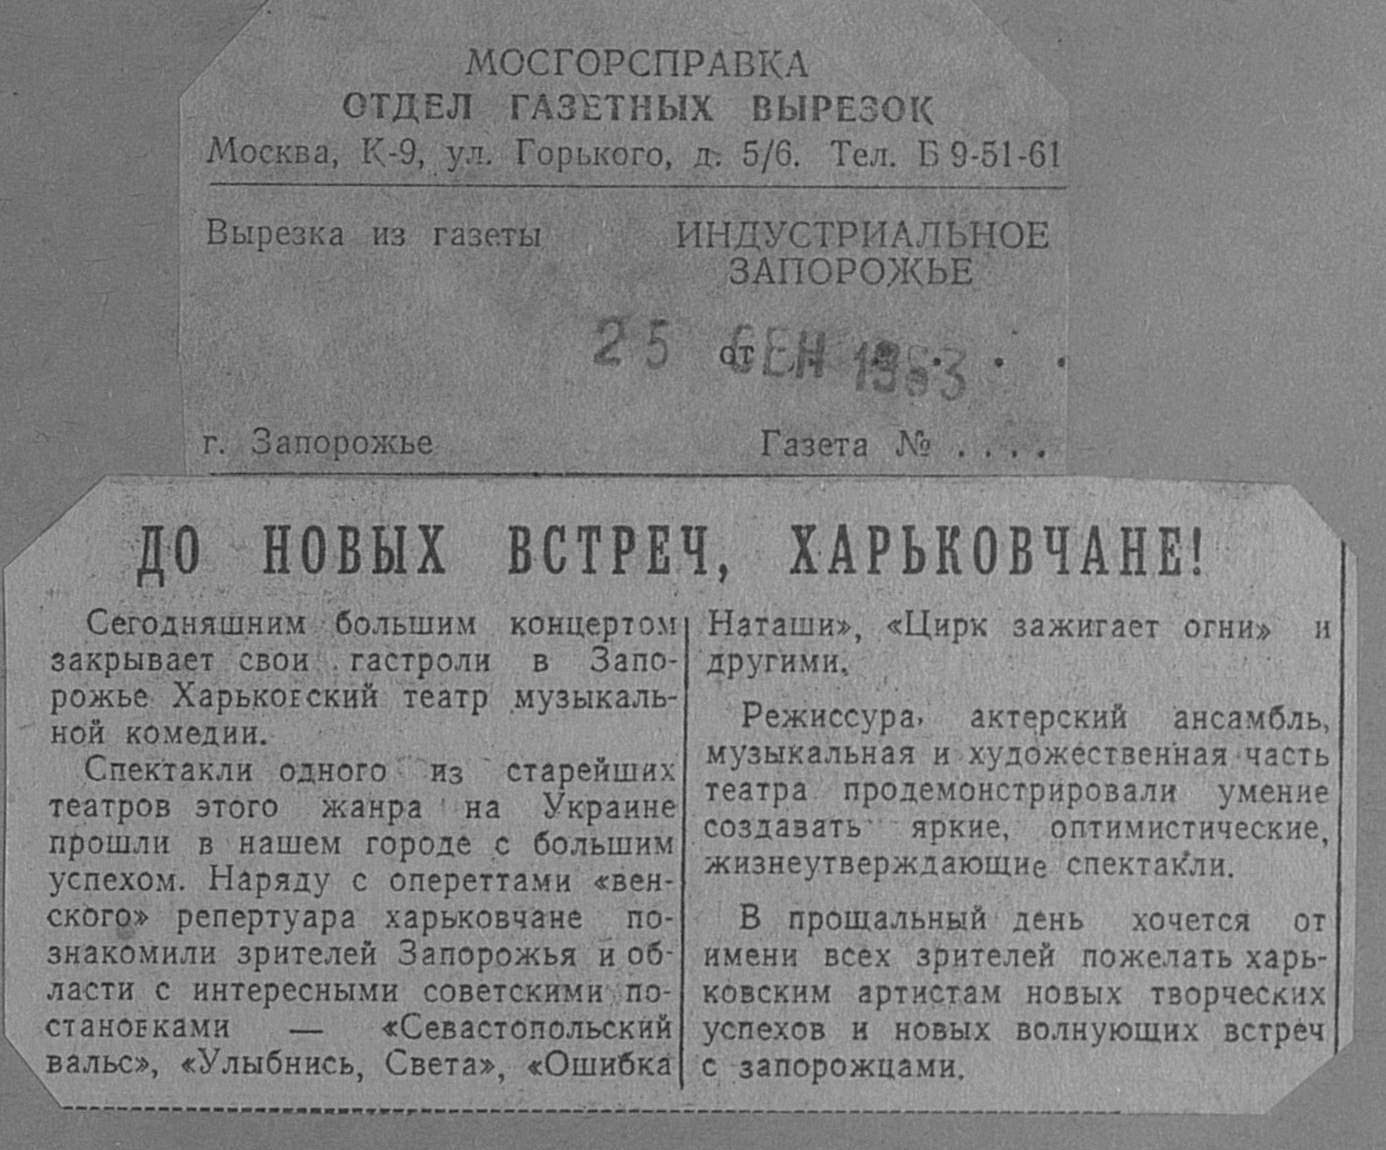 МОСГОРСПРАВКА
ОТДЕЛ ГАЗЕТНЫХ ВЫРЕЗОК
Москва, К-9, ул. Горького, д. 5/6. Тел. Б 9-51-61
Вырезка из газеты
ИНДУСТРИАЛЬНОЕ
ЗАПОРОЖЬЕ
25 СЕН 1963
от . . . . .
г. Запорожье
Газета № . . . .
ДО НОВЫХ ВСТРЕЧ, ХАРЬКОВЧАНЕ!
Сегодняшним большим концертом
закрывает свои гастроли в Запо-
рожье Харьковский театр музыкаль-
ной комедии.
Спектакли одного из старейших
театров этого жанра на Украине
прошли в нашем городе с большим
успехом. Наряду с опереттами «вен-
ского» репертуара харьковчане по-
знакомили зрителей Запорожья и об-
ласти с интересными советскими по-
становками — «Севастопольский
вальс», «Улыбнись, Света», «Ошибка
Наташи», «Цирк зажигает огни» и
другими.
Режиссура, актерский ансамбль,
музыкальная и художественная часть
театра продемонстрировали умение
создавать яркие, оптимистические,
жизнеутверждающие спектакли.
В прощальный день хочется от
имени всех зрителей пожелать харь-
ковским артистам новых творческих
успехов и новых волнующих встреч
с запорожцами.